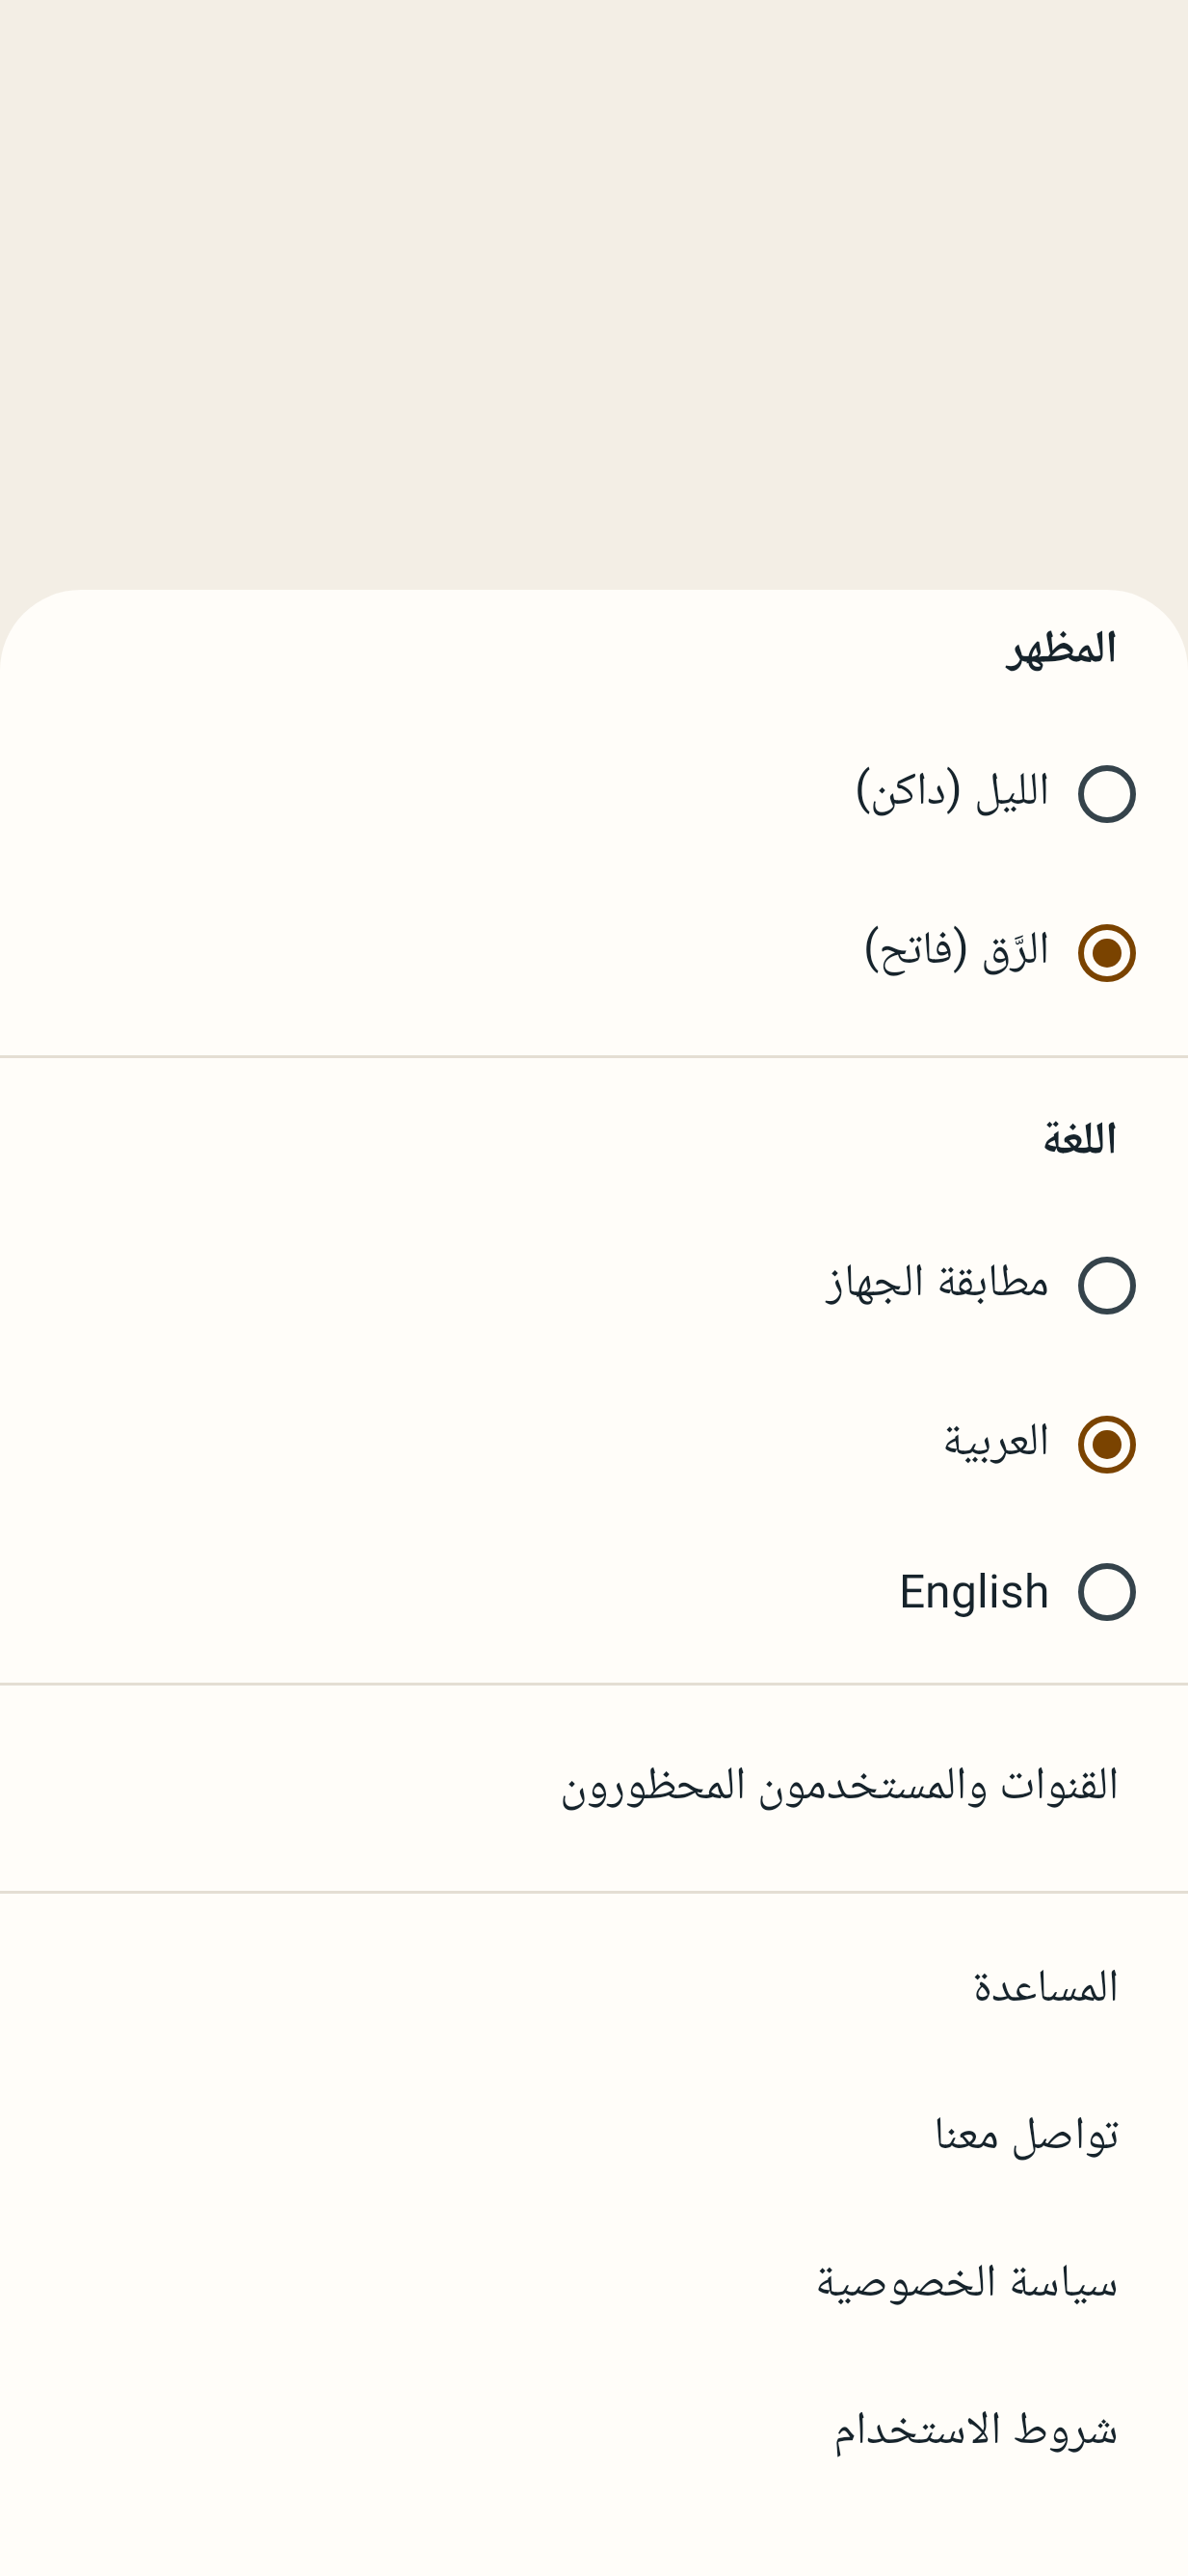 المظهر
الليل (داكن)
الرَّق (فاتح)
اللغة
مطابقة الجهاز
العربية
English
القنوات والمستخدمون المحظورون
المساعدة
تواصل معنا
سياسة الخصوصية
شروط الاستخدام